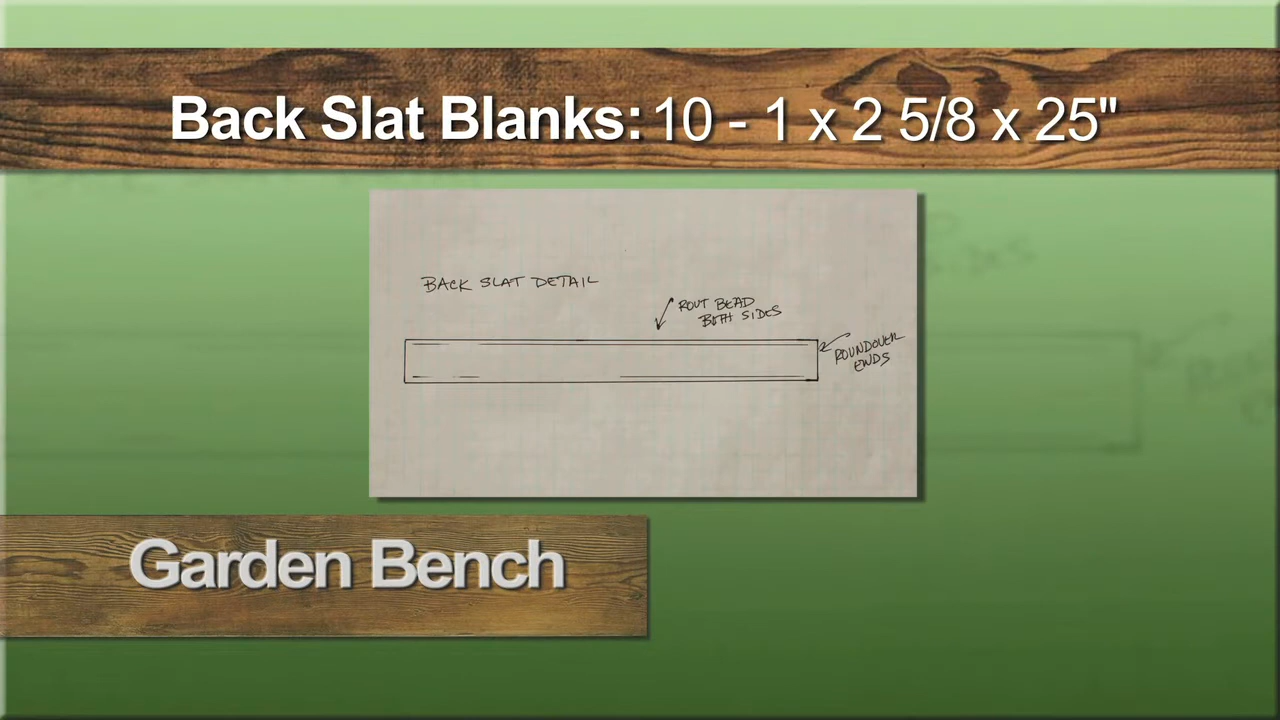 Back Slat Blanks: 10 - 1 x 2 5/8 x 25"
BACK SLAT DETAIL
ROUT BEAD
BOTH SIDES
ROUNDOVER
ENDS
Garden Bench